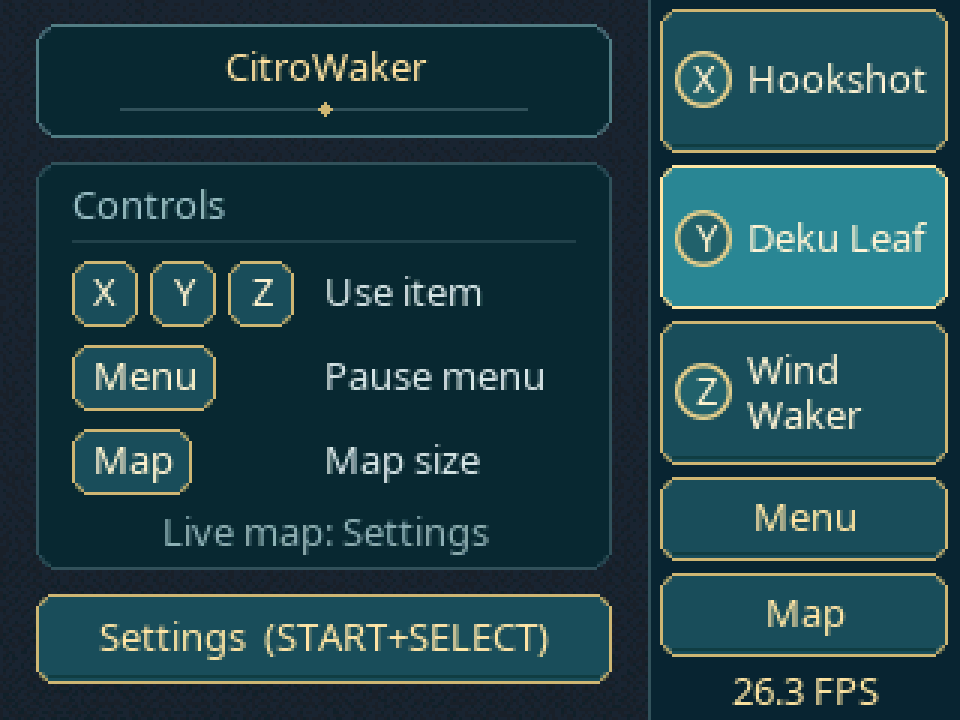 CitroWaker
Controls
X Y Z Use item
Menu Pause menu
Map Map size
Live map: Settings
Settings (START+SELECT)
X Hookshot
Y Deku Leaf
Z Wind
Waker
Menu
Map
26.3 FPS